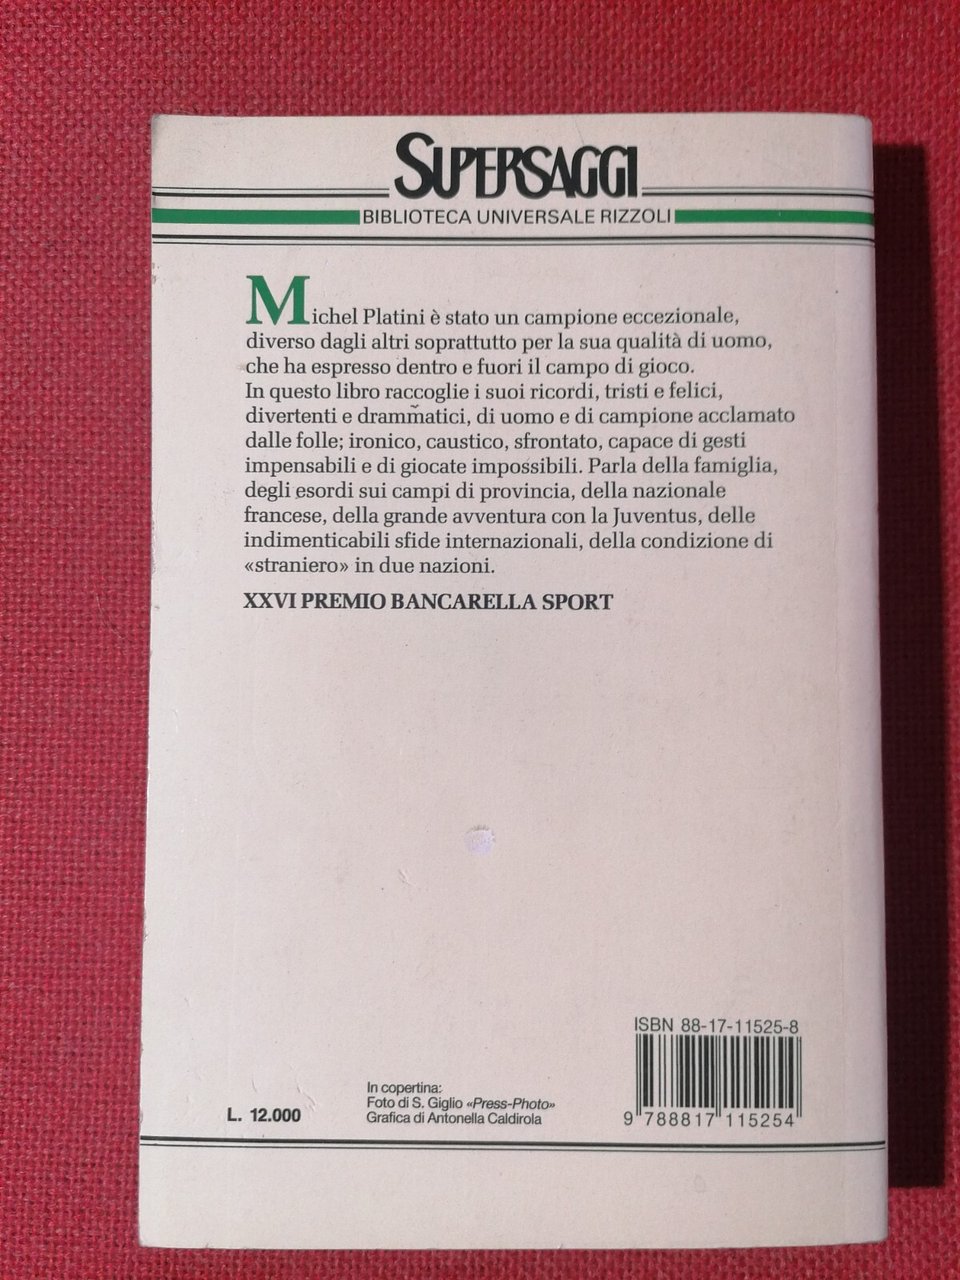 SUPERSAGGI
BIBLIOTECA UNIVERSALE RIZZOLI
Michel Platini è stato un campione eccezionale,
diverso dagli altri soprattutto per la sua qualità di uomo,
che ha espresso dentro e fuori il campo di gioco.
In questo libro raccoglie i suoi ricordi, tristi e felici,
divertenti e drammatici, di uomo e di campione acclamato
dalle folle; ironico, caustico, sfrontato, capace di gesti
impensabili e di giocate impossibili. Parla della famiglia,
degli esordi sui campi di provincia, della nazionale
francese, della grande avventura con la Juventus, delle
indimenticabili sfide internazionali, della condizione di
«straniero» in due nazioni.
XXVI PREMIO BANCARELLA SPORT
ISBN 88-17-11525-8
9 788817 115254
In copertina:
Foto di S. Giglio «Press-Photo»
Grafica di Antonella Caldirola
L. 12.000